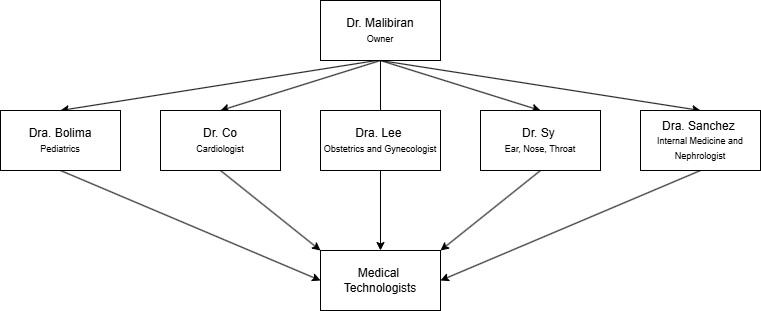 Dr. Malibiran
Owner
Dra. Bolima
Pediatrics
Dr. Co
Cardiologist
Dra. Lee
Obstetrics and Gynecologist
Dr. Sy
Ear, Nose, Throat
Dra. Sanchez
Internal Medicine and
Nephrologist
Medical
Technologists